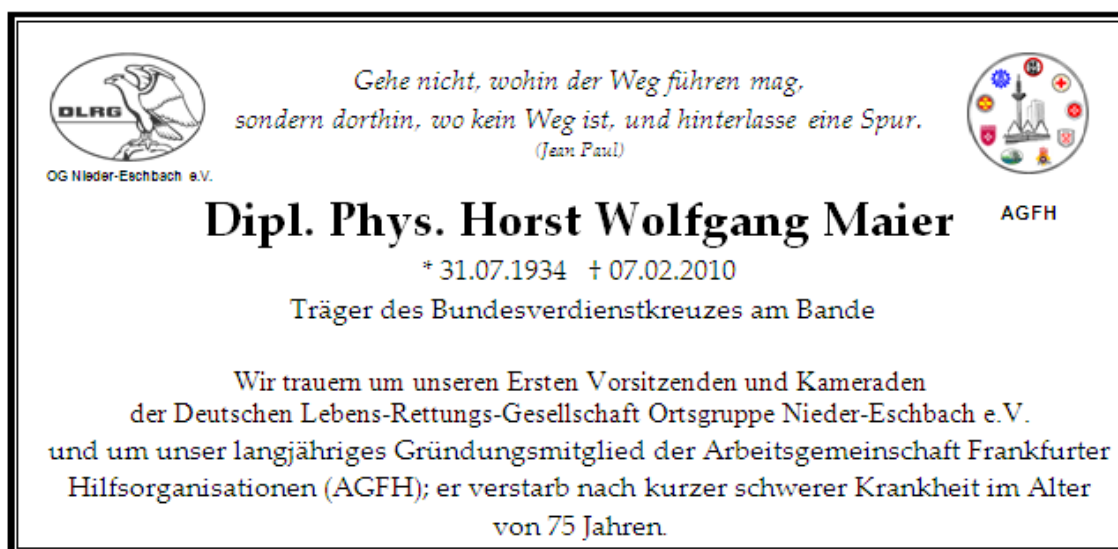 DLRG
OG Nieder-Eschbach e.V.
Gehe nicht, wohin der Weg führen mag,
sondern dorthin, wo kein Weg ist, und hinterlasse eine Spur.
(Jean Paul)
AGFH
Dipl. Phys. Horst Wolfgang Maier
* 31.07.1934 † 07.02.2010
Träger des Bundesverdienstkreuzes am Bande
Wir trauern um unseren Ersten Vorsitzenden und Kameraden
der Deutschen Lebens-Rettungs-Gesellschaft Ortsgruppe Nieder-Eschbach e.V.
und um unser langjähriges Gründungsmitglied der Arbeitsgemeinschaft Frankfurter
Hilfsorganisationen (AGFH); er verstarb nach kurzer schwerer Krankheit im Alter
von 75 Jahren.